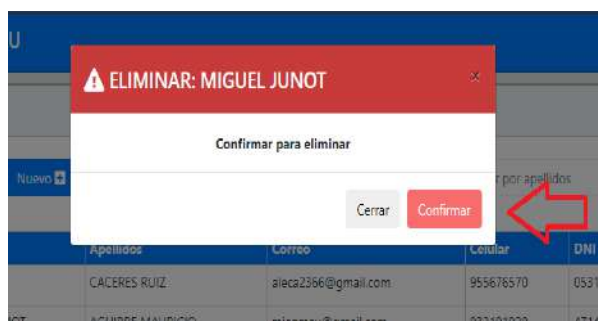 U
ELIMINAR: MIGUEL JUNOT
×
Confirmar para eliminar
Nuevo
r por apellidos
Cerrar Confirmar
Apellidos Correo Celular DNI
CACERES RUIZ aleca2366@gmail.com 955676570 0531
AGUIRRE MAURICIO